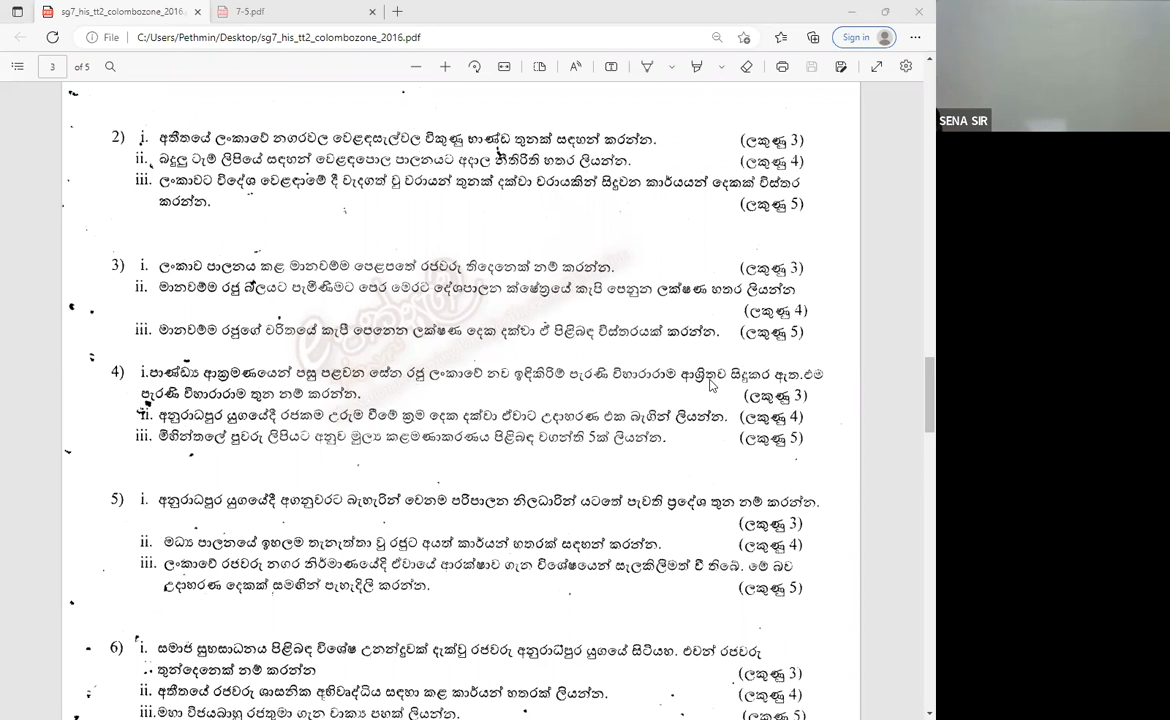 sg7_his_tt2_colombozone_2016.
7-5.pdf
File
C:/Users/Pethmin/Desktop/sg7_his_tt2_colombozone_2016.pdf
Sign in
3 of 5
SENA SIR
2) i. අතීතයේ ලංකාවේ නගරවල වෙළඳසැල්වල විකුණු භාණ්ඩ තුනක් සඳහන් කරන්න. (ලකුණු 3)
ii. බදුලු ටැම් ලිපියේ සඳහන් වෙළඳපොල පාලනයට අදාල නීතිරීති හතර ලියන්න. (ලකුණු 4)
iii. ලංකාවට විදේශ වෙළඳාමේ දී වැදගත් වු වරායන් තුනක් දක්වා වරායකින් සිදුවන කාර්යයන් දෙකක් විස්තර
කරන්න. (ලකුණු 5)
3) i. ලංකාව පාලනය කළ මානවම්ම පෙළපතේ රජවරු තිදෙනෙක් නම් කරන්න. (ලකුණු 3)
ii. මානවම්ම රජු බලයට පැමිණීමට පෙර මෙරට දේශපාලන ක්ෂේත්‍රයේ කැපි පෙනුන ලක්ෂණ හතර ලියන්න
(ලකුණු 4)
iii. මානවම්ම රජුගේ චරිතයේ කැපී පෙනෙන ලක්ෂණ දෙක දක්වා ඒ පිළිබඳ විස්තරයක් කරන්න. (ලකුණු 5)
4) i.පාණ්ඩ්‍ය ආක්‍රමණයෙන් පසු පළවන සේන රජු ලංකාවේ නව ඉඳිකිරීම් පැරණි විහාරාරාම ආශ්‍රිතව සිදුකර ඇත.එම
පැරණි විහාරාරාම තුන නම් කරන්න. (ලකුණු 3)
ii. අනුරාධපුර යුගයේදී රජකම උරුම වීමේ ක්‍රම දෙක දක්වා ඒවාට උදාහරණ එක බැගින් ලියන්න. (ලකුණු 4)
iii. මිහින්තලේ පුවරු ලිපියට අනුව මුල්‍ය කළමණාකරණය පිළිබඳ වගන්ති 5ක් ලියන්න. (ලකුණු 5)
5) i. අනුරාධපුර යුගයේදී අගනුවරට බැහැරින් වෙනම පරිපාලන නිලධාරින් යටතේ පැවති ප්‍රදේශ තුන නම් කරන්න.
(ලකුණු 3)
ii. මධ්‍ය පාලනයේ ඉහලම තැනැත්තා වු රජුට අයත් කාර්යන් හතරක් සඳහන් කරන්න. (ලකුණු 4)
iii. ලංකාවේ රජවරු නගර නිර්මාණයේදි ඒවායේ ආරක්ෂාව ගැන විශේෂයෙන් සැලකිලිමත් වී තිබේ. මේ බව
උදාහරණ දෙකක් සමඟින් පැහැදිලි කරන්න. (ලකුණු 5)
6) i. සමාජ සුභසාධනය පිළිබඳ විශේෂ උනන්දුවක් දැක්වු රජවරු අනුරාධපුර යුගයේ සිටියහ. එවන් රජවරු
තුන්දෙනෙක් නම් කරන්න (ලකුණු 3)
ii. අතීතයේ රජවරු ශාසනික අභිවෘද්ධිය සඳහා කළ කාර්යන් හතරක් ලියන්න. (ලකුණු 4)
iii.මහා විජයබාහු රජතුමා ගැන වාක්‍ය පහක් ලියන්න. (ලකුණු 5)